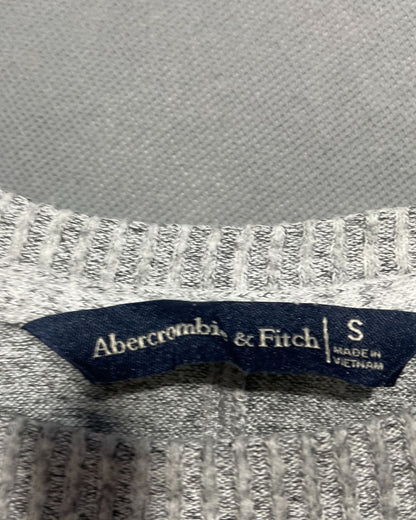 Abercrombie & Fitch
S
MADE IN
VIETNAM